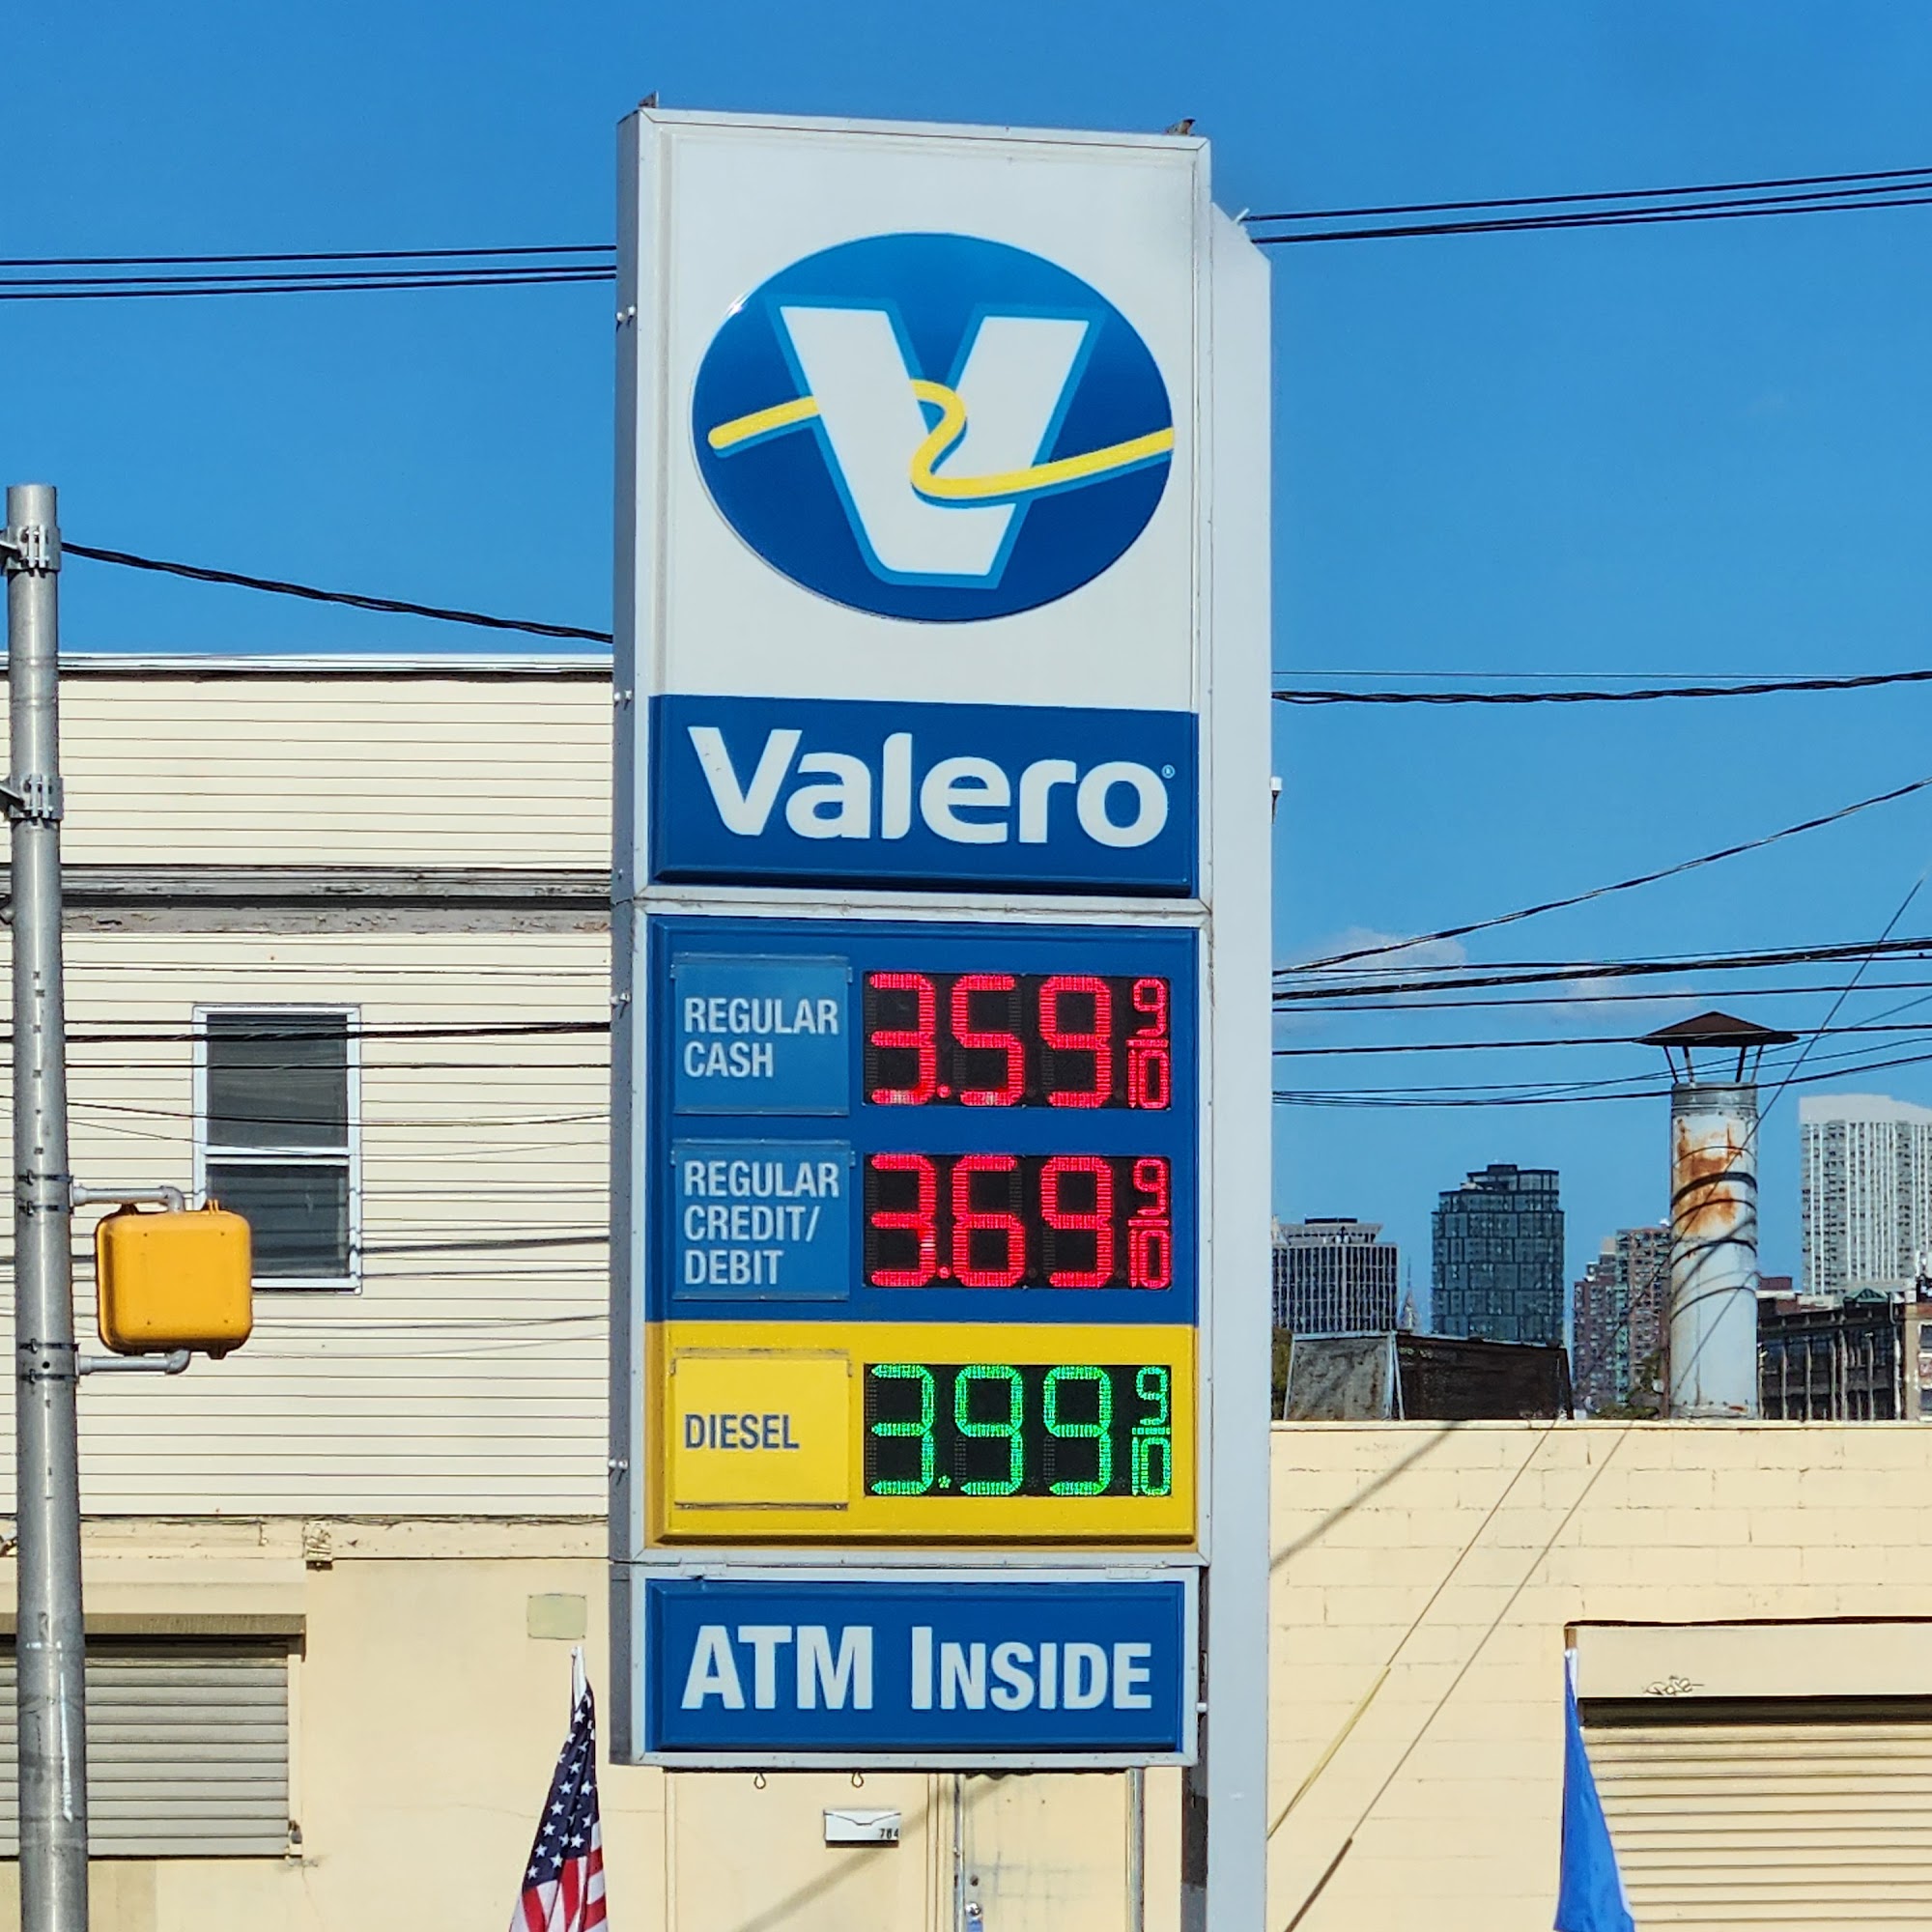 V
Valero®
REGULAR
CASH
3.59 9/10
REGULAR
CREDIT/
DEBIT
3.69 9/10
DIESEL
3.99 9/10
ATM INSIDE
784